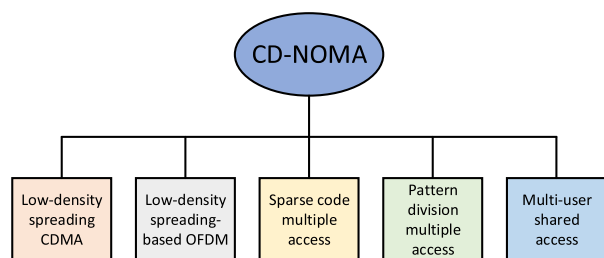 CD-NOMA
Low-density
spreading
CDMA
Low-density
spreading-
based OFDM
Sparse code
multiple
access
Pattern
division
multiple
access
Multi-user
shared
access